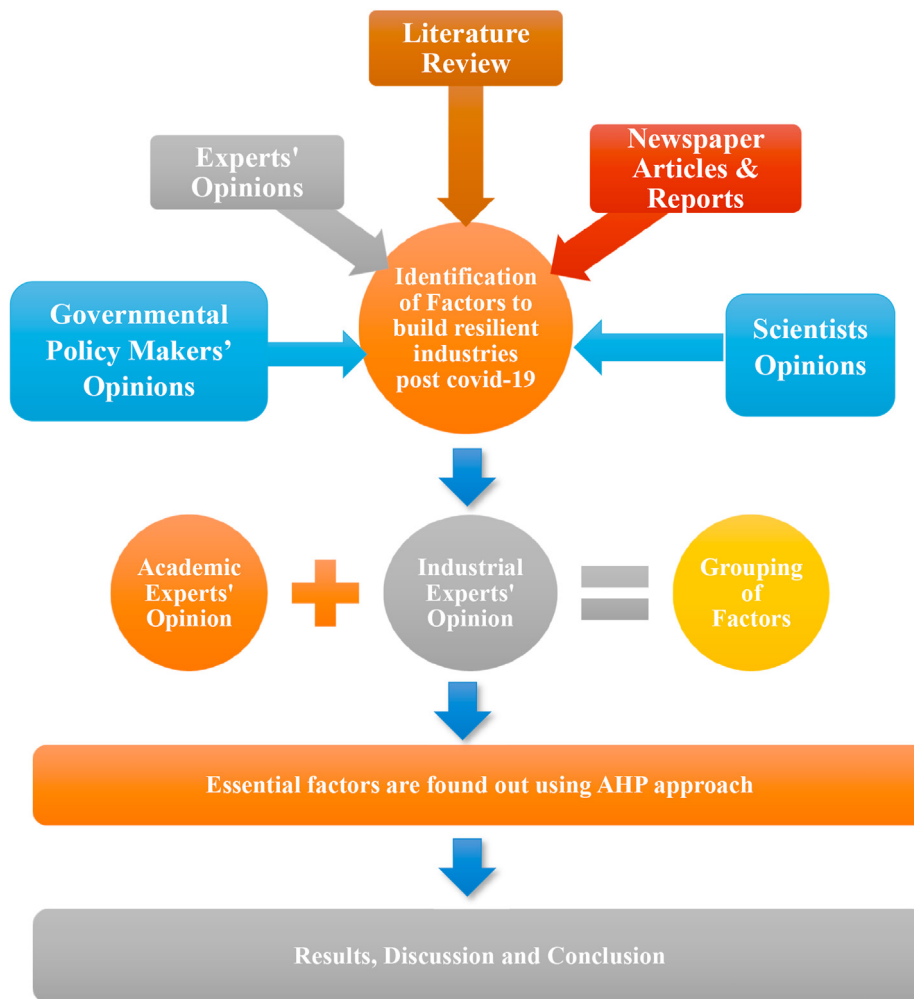 Literature
Review
Experts'
Opinions
Newspaper
Articles &
Reports
Governmental
Policy Makers’
Opinions
Identification
of Factors to
build resilient
industries
post covid-19
Scientists
Opinions
Academic
Experts'
Opinion
Industrial
Experts'
Opinion
Grouping
of
Factors
Essential factors are found out using AHP approach
Results, Discussion and Conclusion